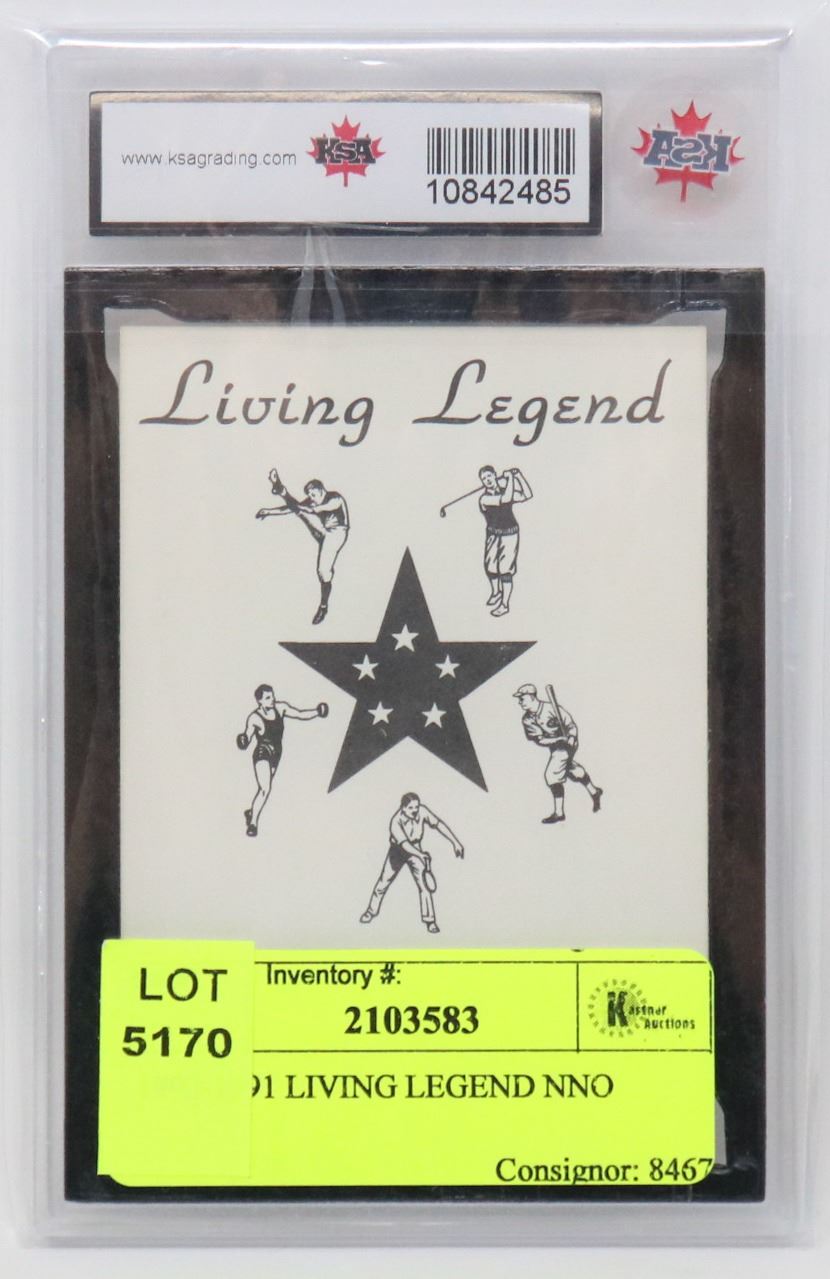 www.ksagrading.com
KSA
10842485
KSA
Living Legend
LOT
5170
Inventory #:
2103583
Kastner
Auctions
91 LIVING LEGEND NNO
Consignor: 8467